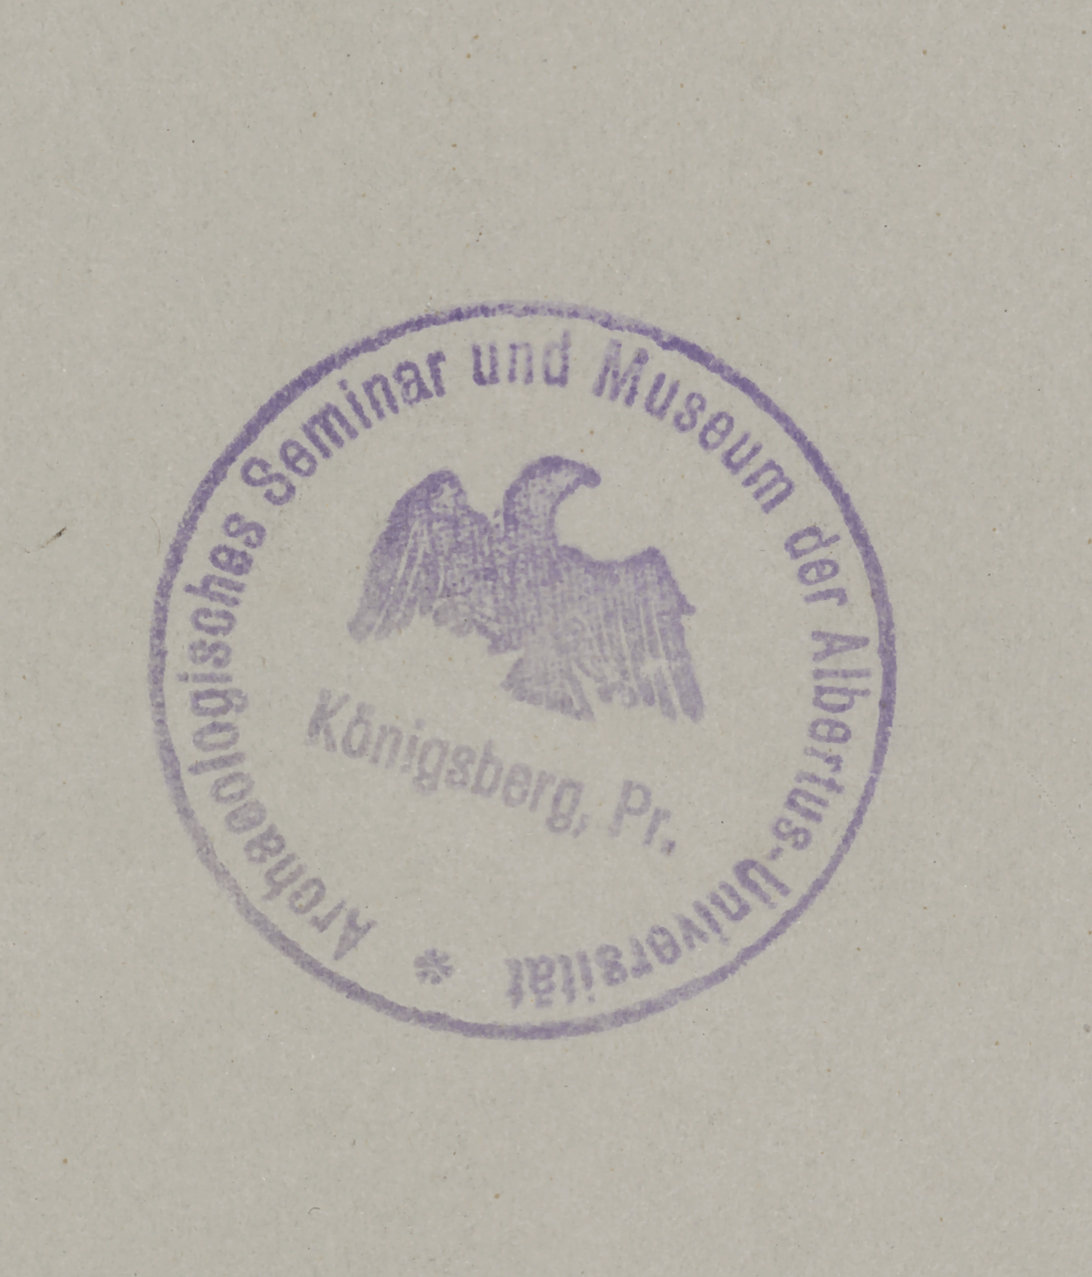 Archaeologisches Seminar und Museum der Albertus-Universität *
Königsberg, Pr.